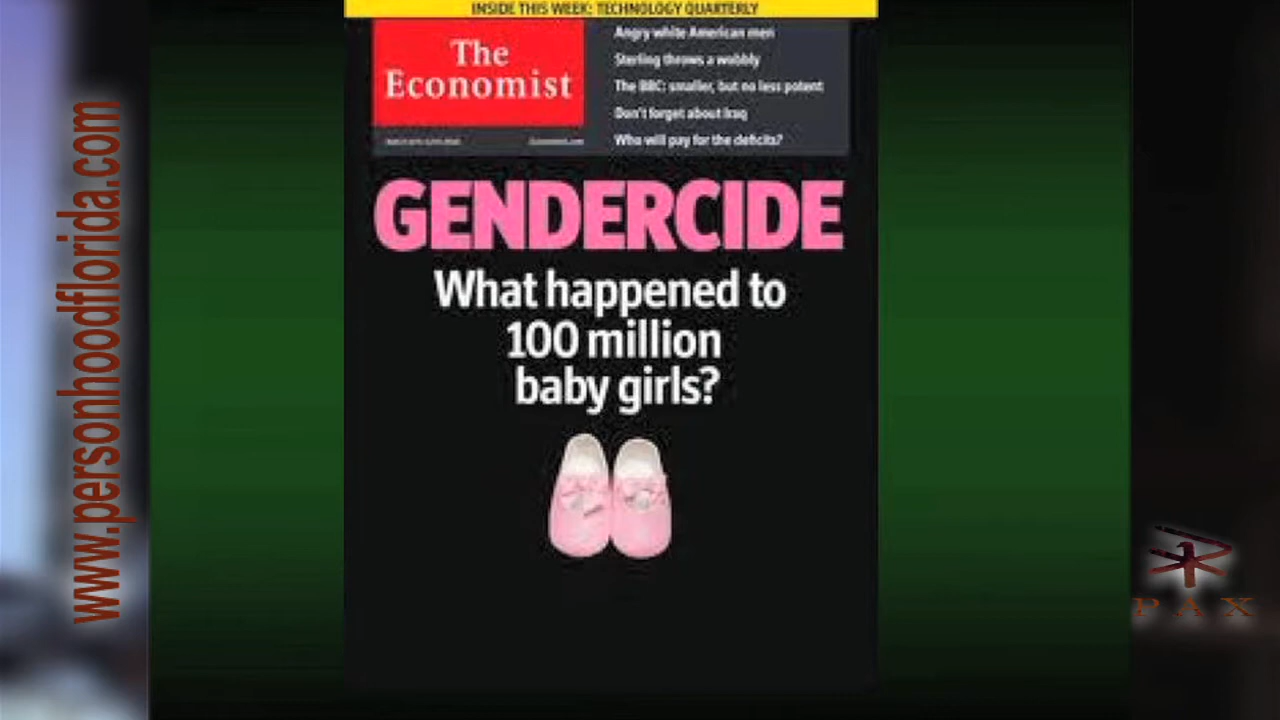 INSIDE THIS WEEK: TECHNOLOGY QUARTERLY
The
Economist
Angry white American men
Sterling throws a wobbly
The BBC: smaller, but no less potent
Don't forget about Iraq
Who will pay for the deficits?
GENDERCIDE
What happened to
100 million
baby girls?
www.personhoodflorida.com
PAX